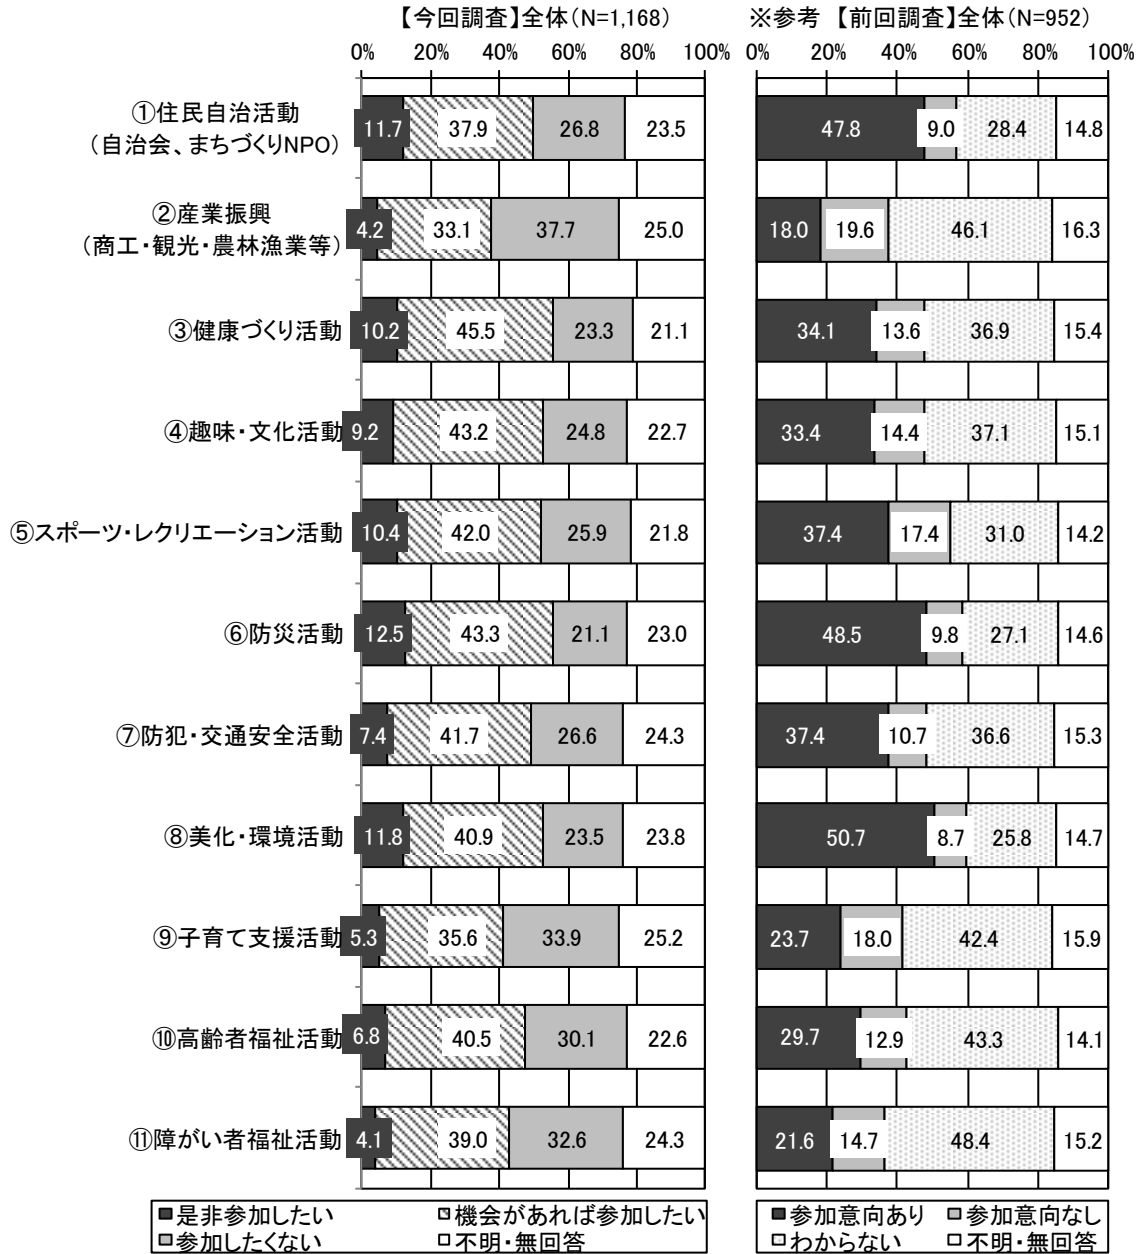 【今回調査】全体(N=1,168)
※参考 【前回調査】全体(N=952)
0% 20% 40% 60% 80% 100%
0% 20% 40% 60% 80% 100%
①住民自治活動
(自治会、まちづくりNPO)
11.7 37.9 26.8 23.5
47.8 9.0 28.4 14.8
②産業振興
(商工・観光・農林漁業等)
4.2 33.1 37.7 25.0
18.0 19.6 46.1 16.3
③健康づくり活動
10.2 45.5 23.3 21.1
34.1 13.6 36.9 15.4
④趣味・文化活動
9.2 43.2 24.8 22.7
33.4 14.4 37.1 15.1
⑤スポーツ・レクリエーション活動
10.4 42.0 25.9 21.8
37.4 17.4 31.0 14.2
⑥防災活動
12.5 43.3 21.1 23.0
48.5 9.8 27.1 14.6
⑦防犯・交通安全活動
7.4 41.7 26.6 24.3
37.4 10.7 36.6 15.3
⑧美化・環境活動
11.8 40.9 23.5 23.8
50.7 8.7 25.8 14.7
⑨子育て支援活動
5.3 35.6 33.9 25.2
23.7 18.0 42.4 15.9
⑩高齢者福祉活動
6.8 40.5 30.1 22.6
29.7 12.9 43.3 14.1
⑪障がい者福祉活動
4.1 39.0 32.6 24.3
21.6 14.7 48.4 15.2
是非参加したい 機会があれば参加したい
参加したくない 不明・無回答
参加意向あり 参加意向なし
わからない 不明・無回答